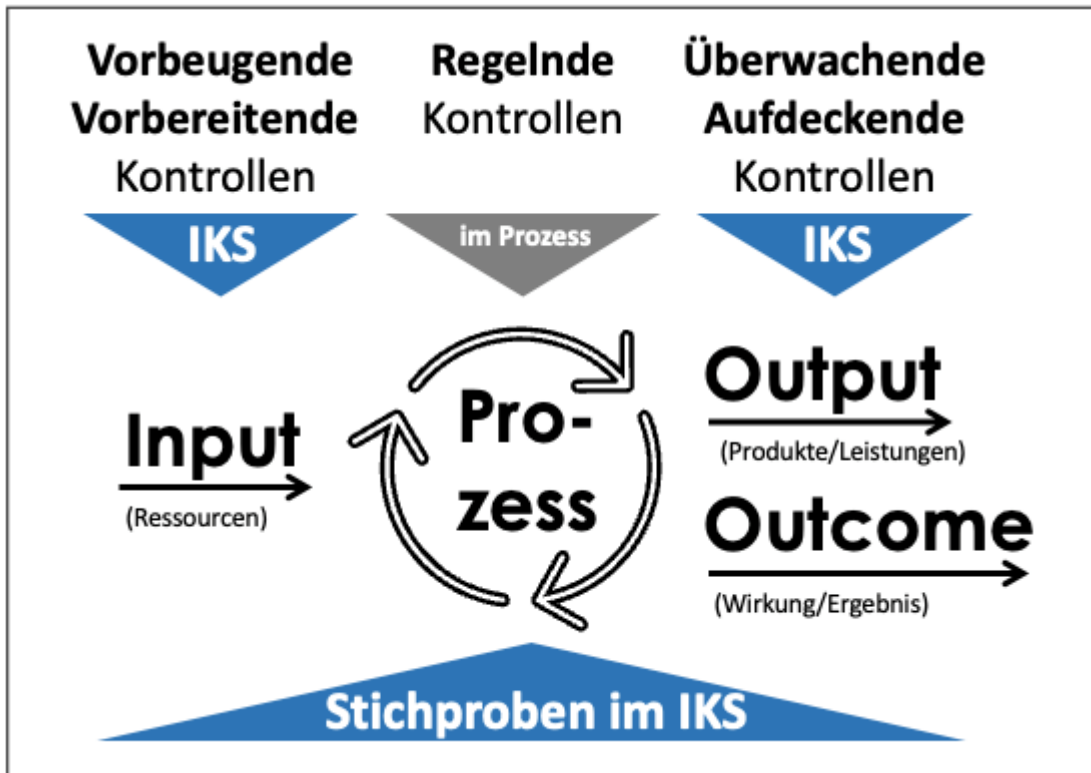 Vorbeugende
Vorbereitende
Kontrollen
IKS
Regelnde
Kontrollen
im Prozess
Überwachende
Aufdeckende
Kontrollen
IKS
Input
(Ressourcen)
Pro-
zess
Output
(Produkte/Leistungen)
Outcome
(Wirkung/Ergebnis)
Stichproben im IKS